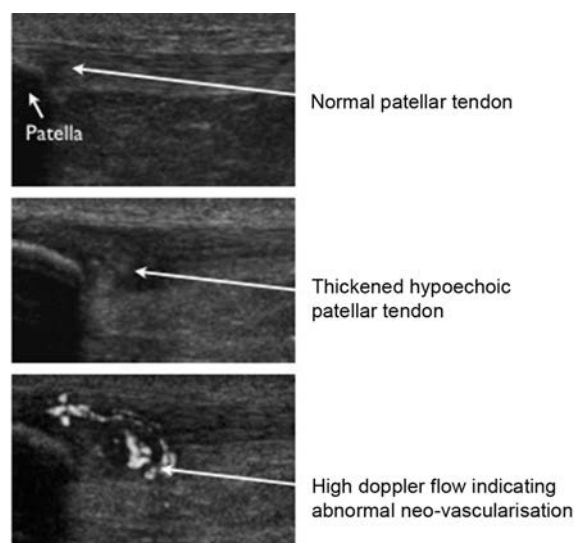 Normal patellar tendon
Patella
Thickened hypoechoic
patellar tendon
High doppler flow indicating
abnormal neo-vascularisation